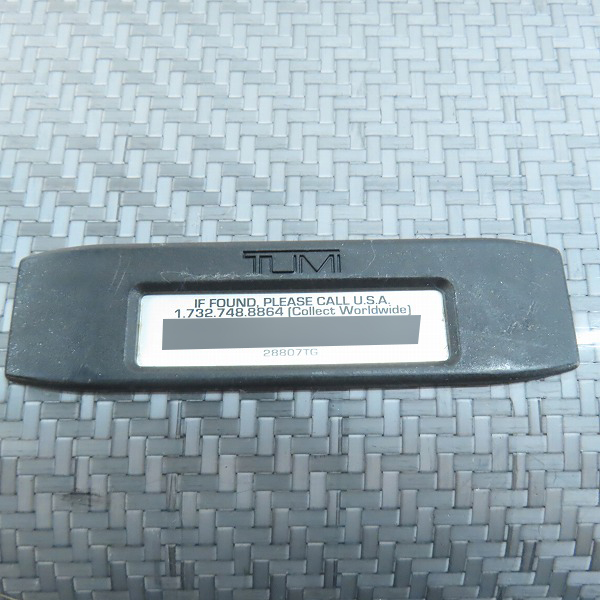 TUMI
IF FOUND, PLEASE CALL U.S.A.
1.732.748.8864 (Collect Worldwide)
28807TG